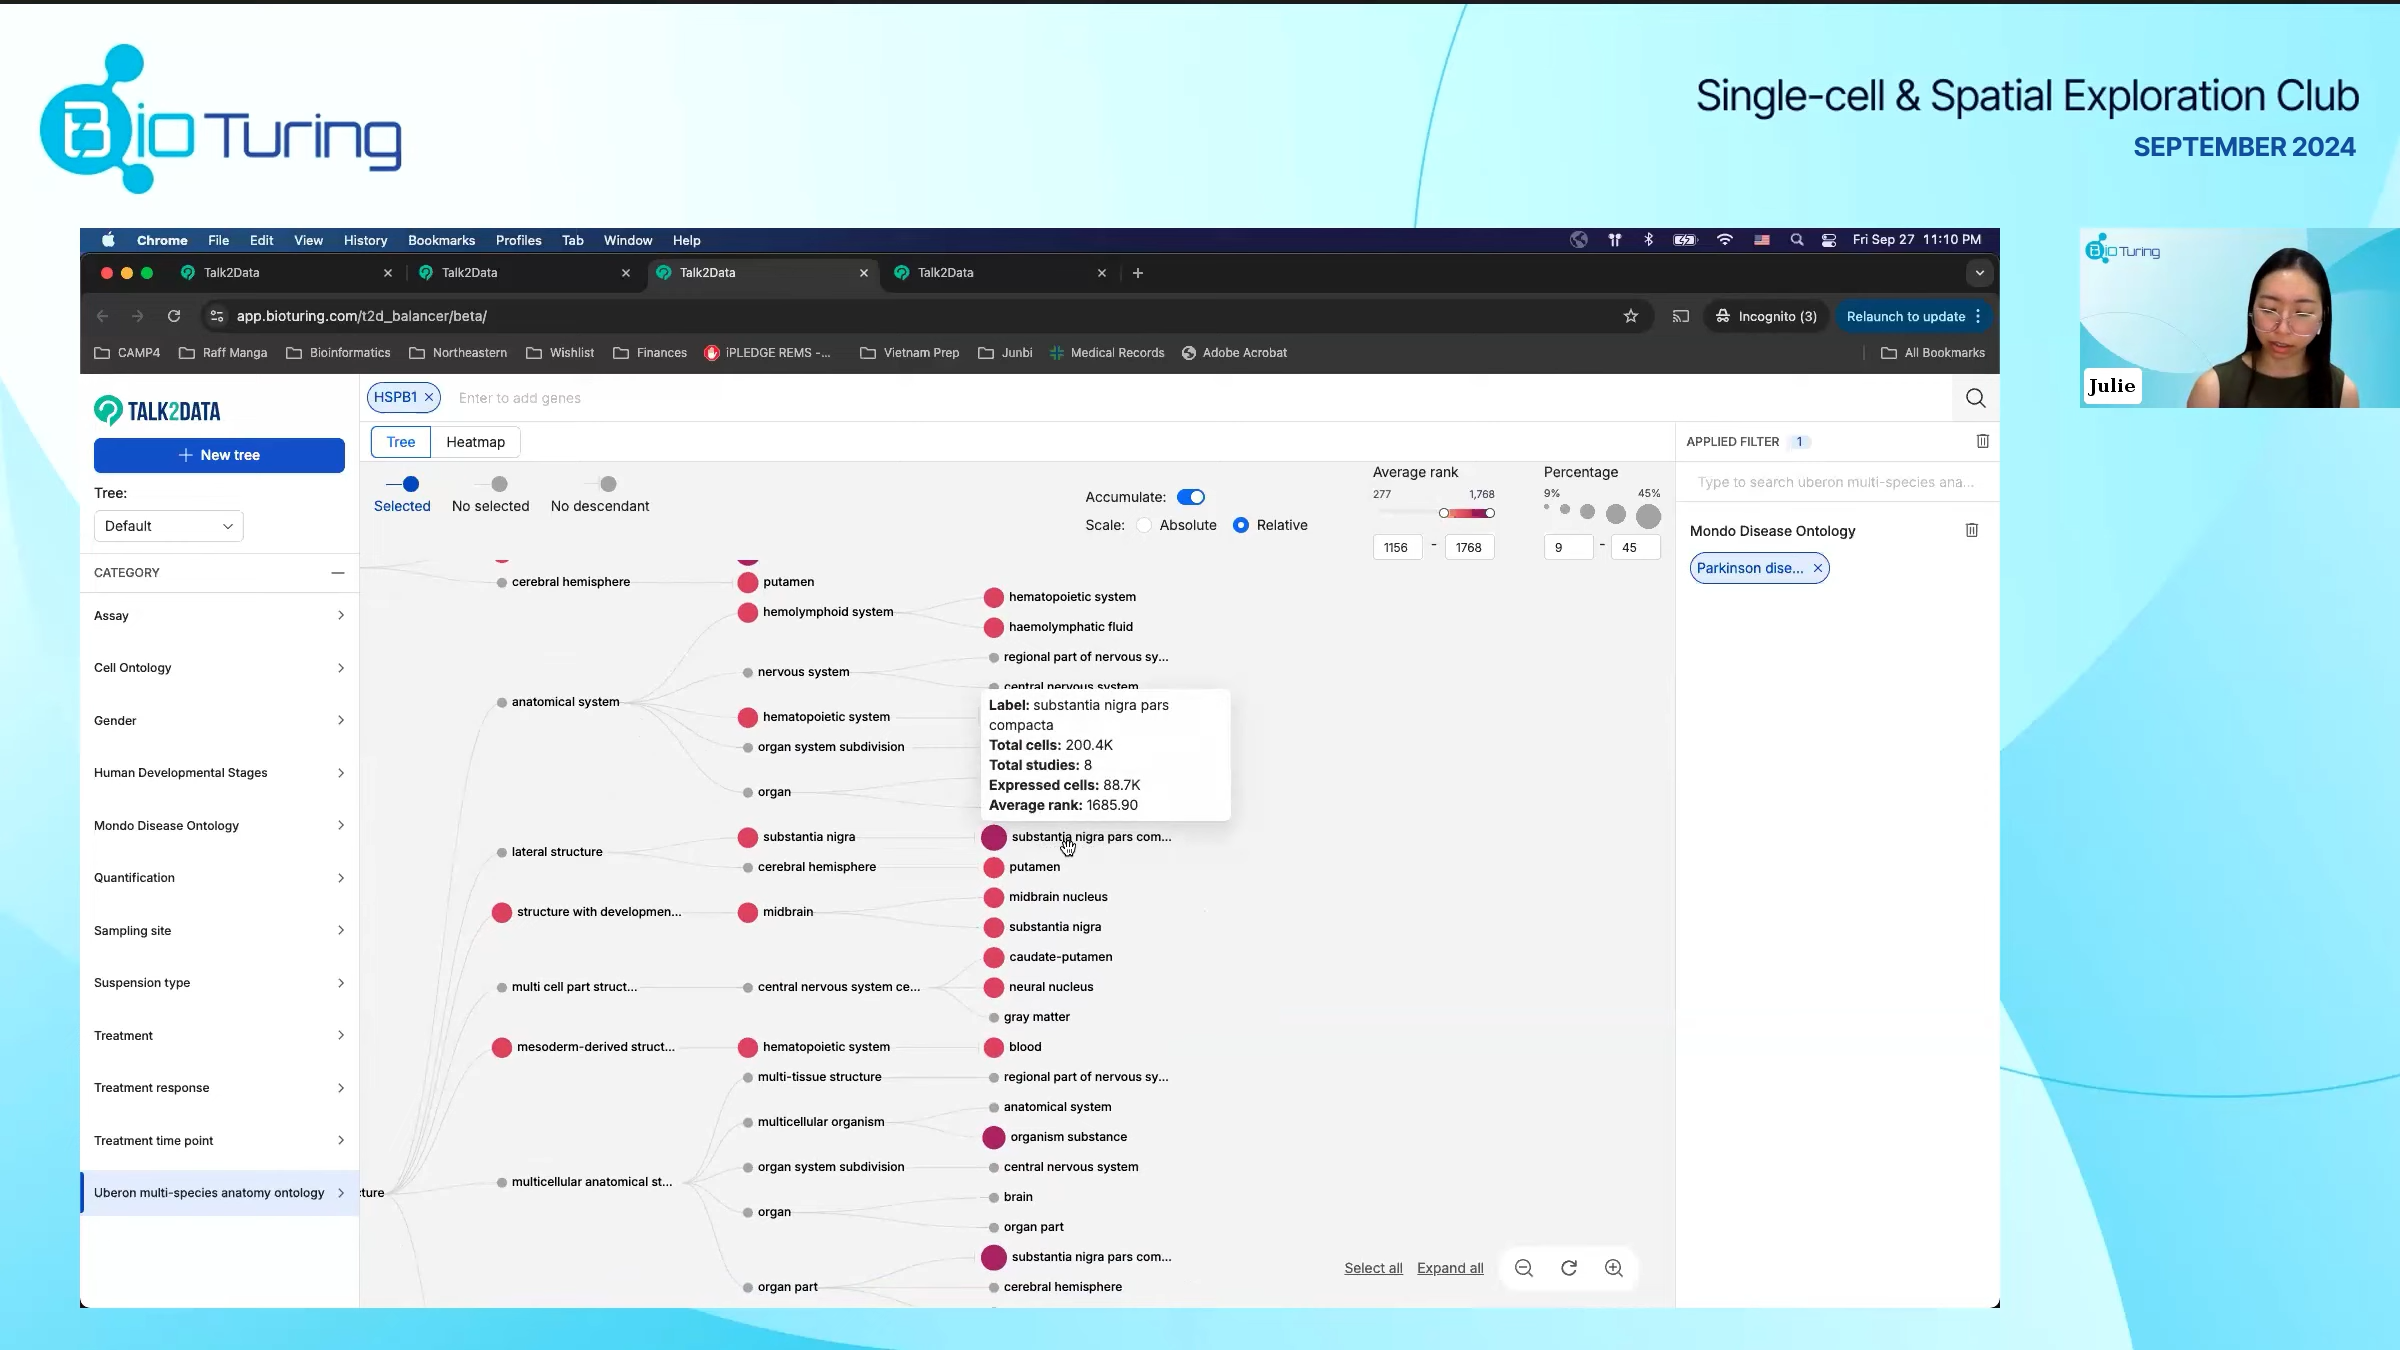 BioTuring
Single-cell & Spatial Exploration Club
SEPTEMBER 2024
Chrome File Edit View History Bookmarks Profiles Tab Window Help
Fri Sep 27 11:10 PM
Talk2Data
Talk2Data
Talk2Data
Talk2Data
app.bioturing.com/t2d_balancer/beta/
Incognito (3)
Relaunch to update
CAMP4
Raff Manga
Bioinformatics
Northeastern
Wishlist
Finances
iPLEDGE REMS -...
Vietnam Prep
Junbi
Medical Records
Adobe Acrobat
All Bookmarks
BioTuring
Julie
TALK2DATA
New tree
Tree:
Default
CATEGORY
Assay
Cell Ontology
Gender
Human Developmental Stages
Mondo Disease Ontology
Quantification
Sampling site
Suspension type
Treatment
Treatment response
Treatment time point
Uberon multi-species anatomy ontology
HSPB1
Enter to add genes
Tree
Heatmap
Selected
No selected
No descendant
Accumulate:
Scale:
Absolute
Relative
Average rank
277
1,768
1156 - 1768
Percentage
9%
45%
9 - 45
cerebral hemisphere
putamen
hemolymphoid system
hematopoietic system
haemolymphatic fluid
nervous system
regional part of nervous sy...
central nervous system
anatomical system
hematopoietic system
organ system subdivision
organ
Label: substantia nigra pars
compacta
Total cells: 200.4K
Total studies: 8
Expressed cells: 88.7K
Average rank: 1685.90
lateral structure
substantia nigra
substantia nigra pars com...
cerebral hemisphere
putamen
structure with developmen...
midbrain
midbrain nucleus
substantia nigra
multi cell part struct...
central nervous system ce...
caudate-putamen
neural nucleus
gray matter
mesoderm-derived struct...
hematopoietic system
blood
multi-tissue structure
regional part of nervous sy...
multicellular organism
anatomical system
organism substance
organ system subdivision
central nervous system
multicellular anatomical st...
cture
organ
brain
organ part
organ part
substantia nigra pars com...
cerebral hemisphere
Select all
Expand all
APPLIED FILTER 1
Type to search uberon multi-species ana...
Mondo Disease Ontology
Parkinson dise...